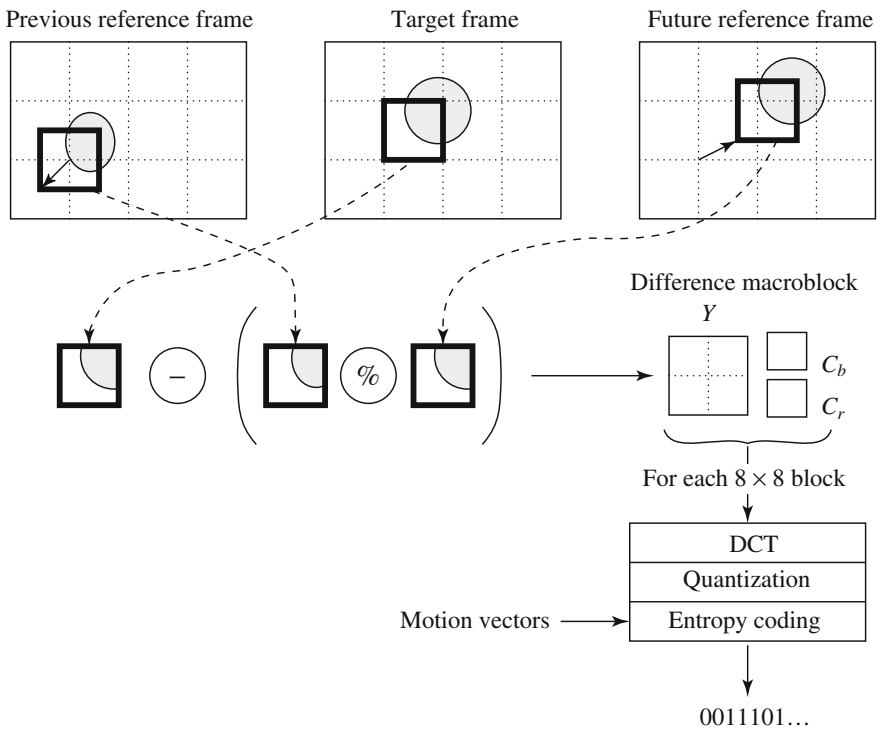 Previous reference frame
Target frame
Future reference frame
Difference macroblock
Y
−
%
C_b
C_r
For each 8 × 8 block
DCT
Quantization
Motion vectors
Entropy coding
0011101…